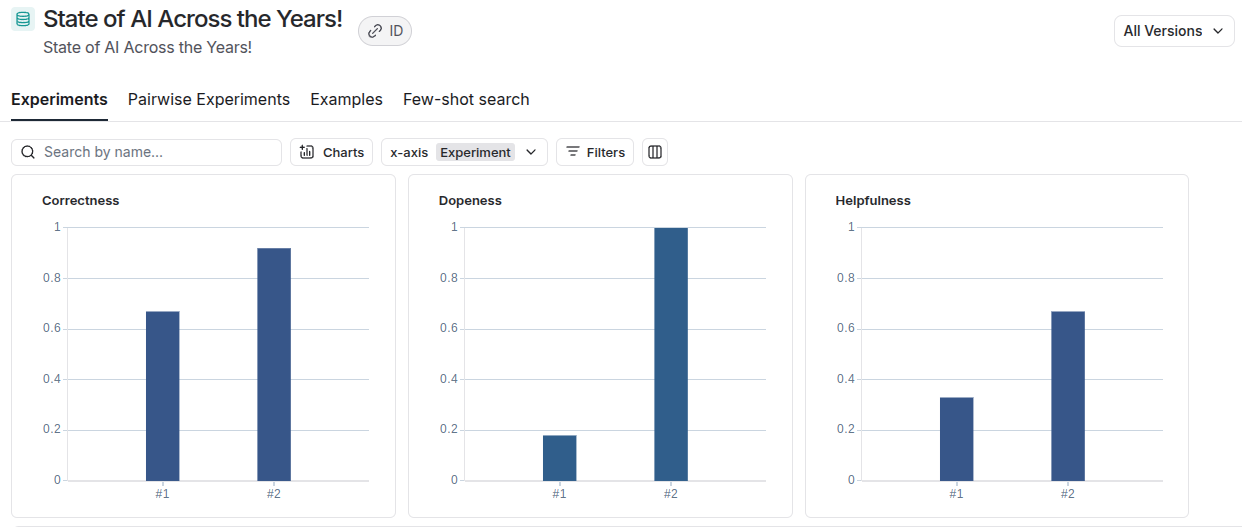 State of AI Across the Years!
ID
All Versions
State of AI Across the Years!
Experiments
Pairwise Experiments
Examples
Few-shot search
Search by name...
Charts
x-axis Experiment
Filters
Correctness
1
0.8
0.6
0.4
0.2
0
#1
#2
Dopeness
1
0.8
0.6
0.4
0.2
0
#1
#2
Helpfulness
1
0.8
0.6
0.4
0.2
0
#1
#2